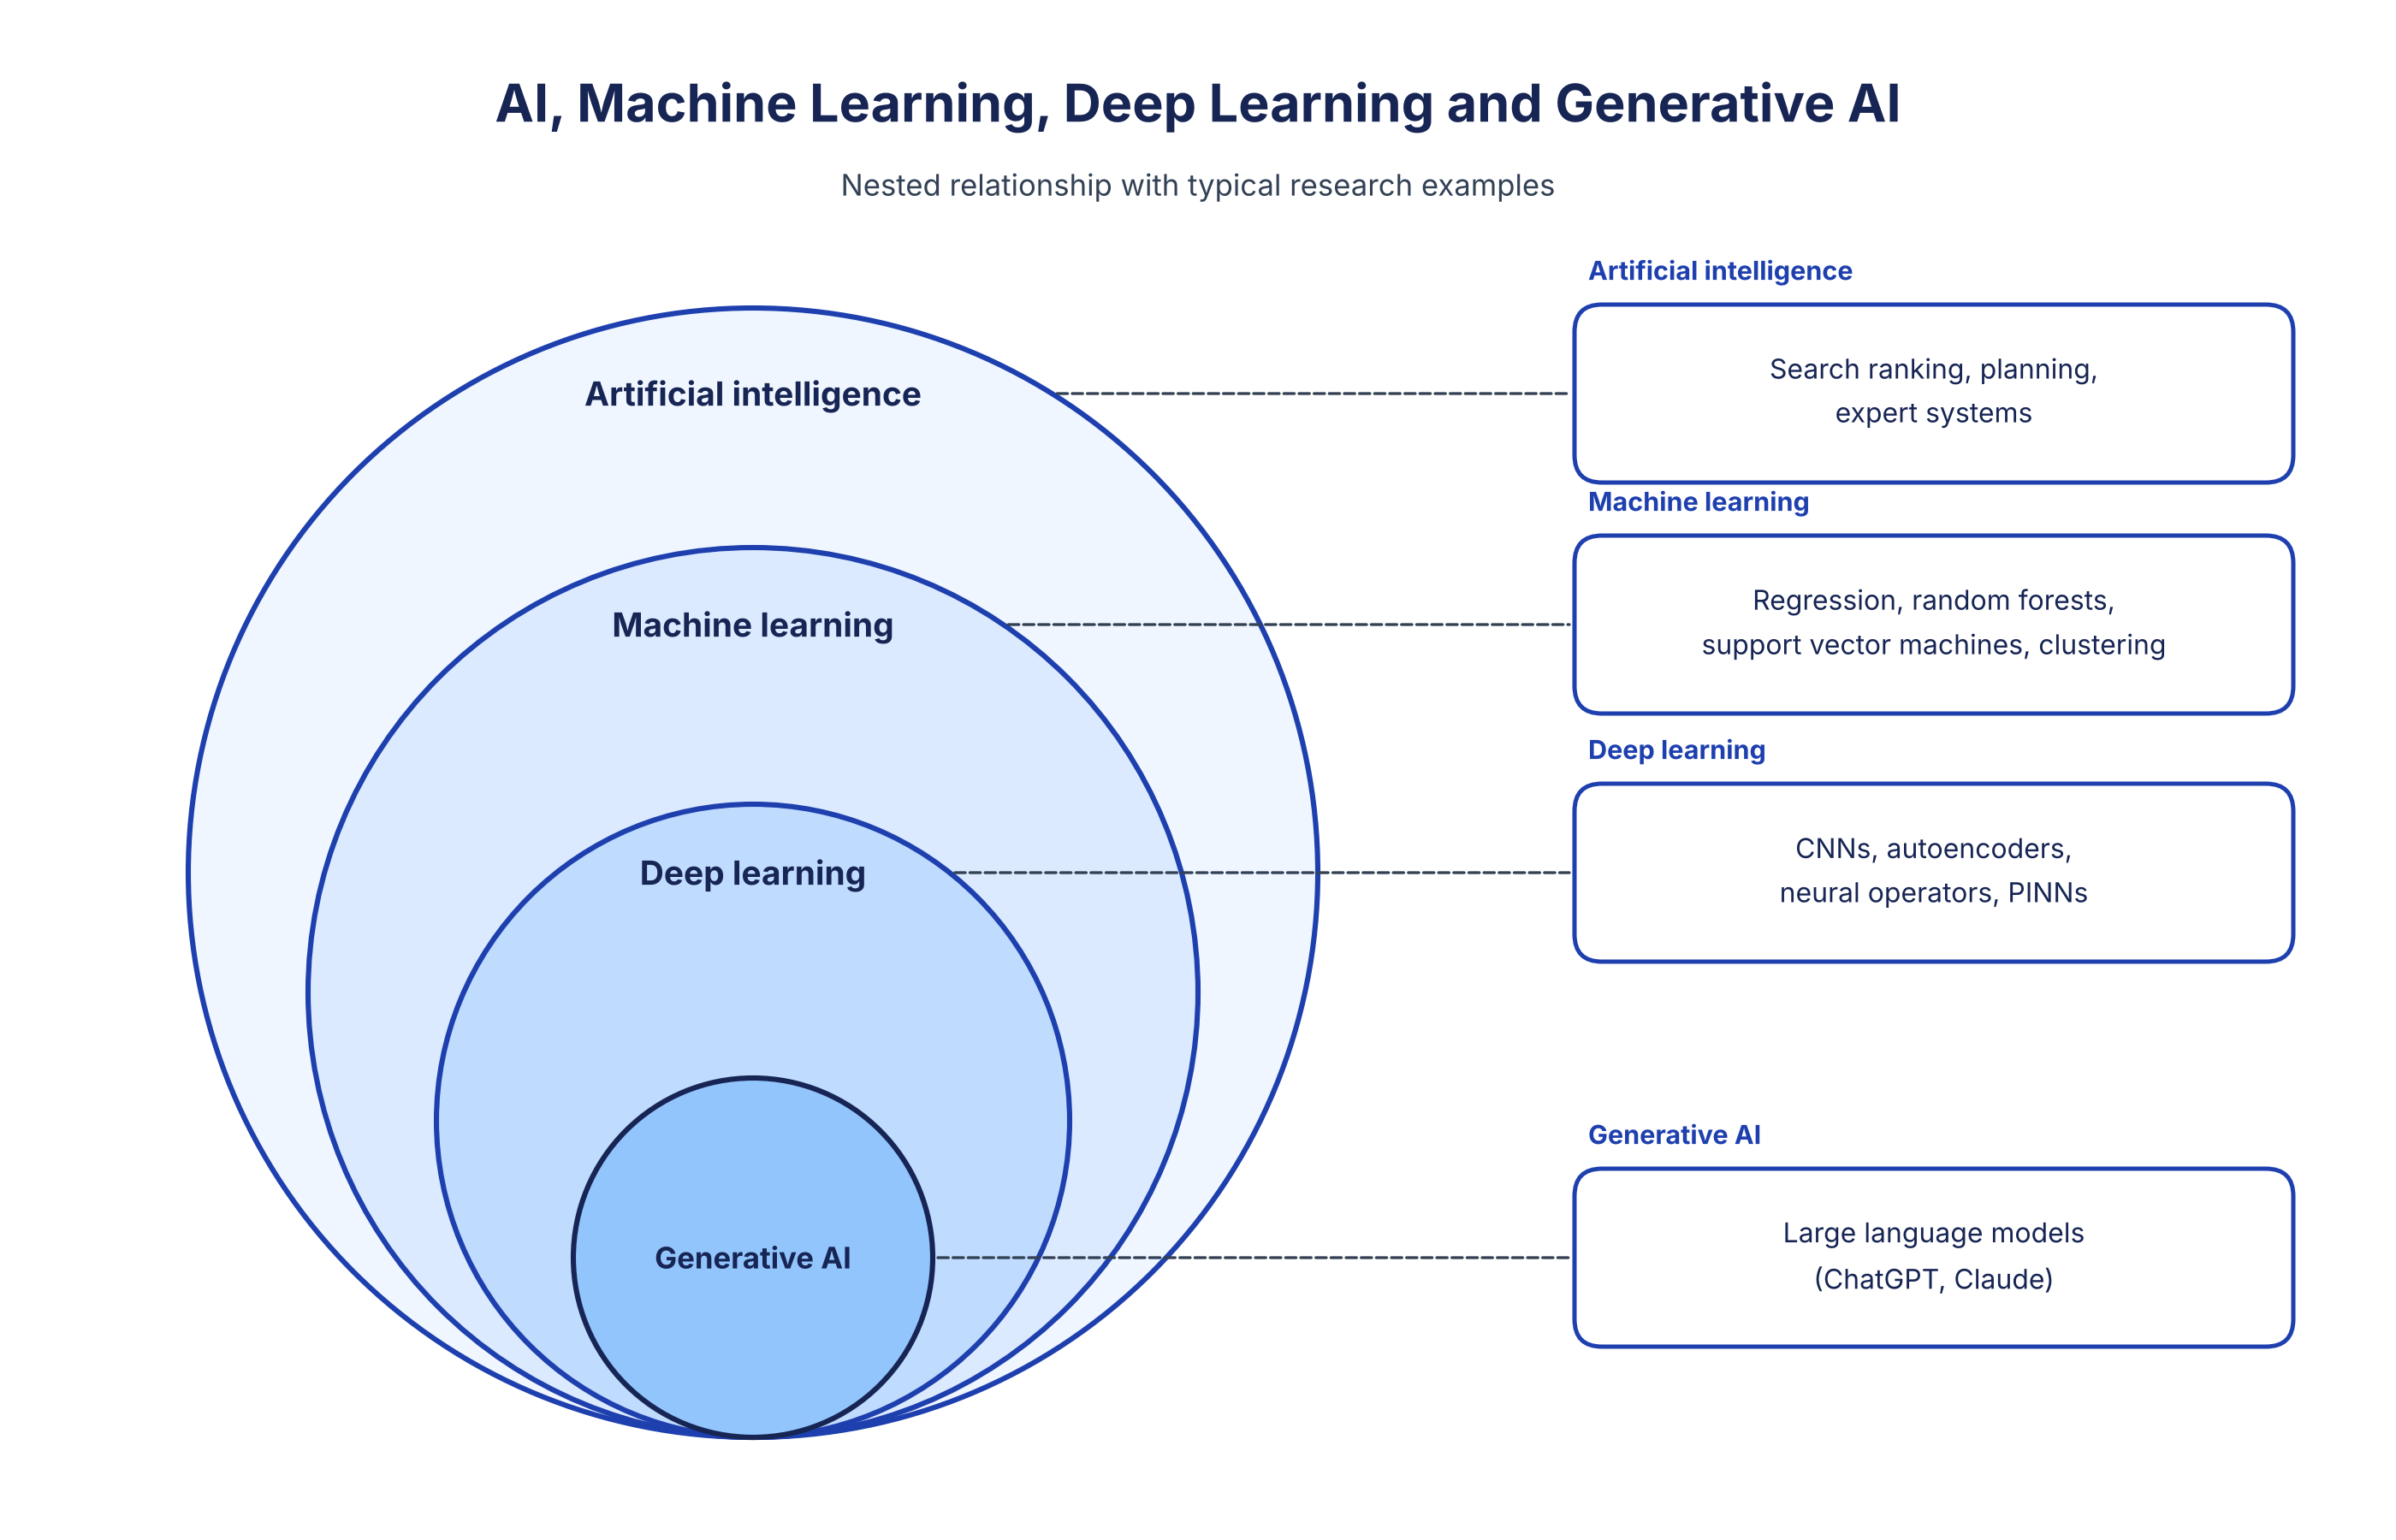 AI, Machine Learning, Deep Learning and Generative AI
Nested relationship with typical research examples
Artificial intelligence
Artificial intelligence
Search ranking, planning,
expert systems
Machine learning
Machine learning
Regression, random forests,
support vector machines, clustering
Deep learning
Deep learning
CNNs, autoencoders,
neural operators, PINNs
Generative AI
Generative AI
Large language models
(ChatGPT, Claude)